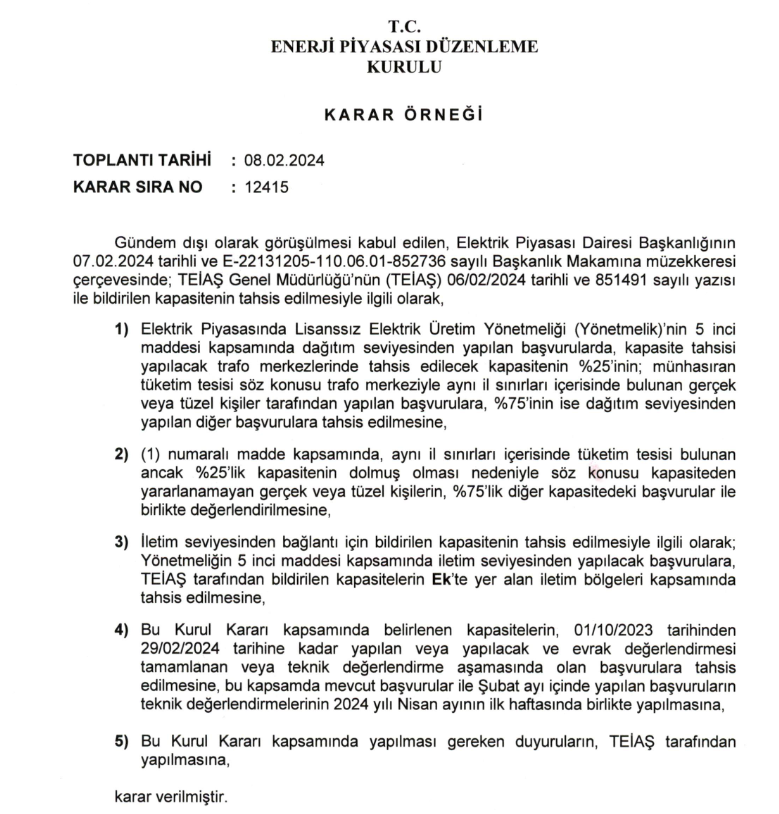 T.C.
ENERJİ PİYASASI DÜZENLEME
KURULU
KARAR ÖRNEĞİ
TOPLANTI TARİHİ : 08.02.2024
KARAR SIRA NO : 12415
Gündem dışı olarak görüşülmesi kabul edilen, Elektrik Piyasası Dairesi Başkanlığının
07.02.2024 tarihli ve E-22131205-110.06.01-852736 sayılı Başkanlık Makamına müzekkeresi
çerçevesinde; TEİAŞ Genel Müdürlüğü'nün (TEİAŞ) 06/02/2024 tarihli ve 851491 sayılı yazısı
ile bildirilen kapasitenin tahsis edilmesiyle ilgili olarak,
1) Elektrik Piyasasında Lisanssız Elektrik Üretim Yönetmeliği (Yönetmelik)'nin 5 inci
maddesi kapsamında dağıtım seviyesinden yapılan başvurularda, kapasite tahsisi
yapılacak trafo merkezlerinde tahsis edilecek kapasitenin %25'inin; münhasıran
tüketim tesisi söz konusu trafo merkeziyle aynı il sınırları içerisinde bulunan gerçek
veya tüzel kişiler tarafından yapılan başvurulara, %75'inin ise dağıtım seviyesinden
yapılan diğer başvurulara tahsis edilmesine,
2) (1) numaralı madde kapsamında, aynı il sınırları içerisinde tüketim tesisi bulunan
ancak %25'lik kapasitenin dolmuş olması nedeniyle söz konusu kapasiteden
yararlanamayan gerçek veya tüzel kişilerin, %75'lik diğer kapasitedeki başvurular ile
birlikte değerlendirilmesine,
3) İletim seviyesinden bağlantı için bildirilen kapasitenin tahsis edilmesiyle ilgili olarak;
Yönetmeliğin 5 inci maddesi kapsamında iletim seviyesinden yapılacak başvurulara,
TEİAŞ tarafından bildirilen kapasitelerin Ek'te yer alan iletim bölgeleri kapsamında
tahsis edilmesine,
4) Bu Kurul Kararı kapsamında belirlenen kapasitelerin, 01/10/2023 tarihinden
29/02/2024 tarihine kadar yapılan veya yapılacak ve evrak değerlendirmesi
tamamlanan veya teknik değerlendirme aşamasında olan başvurulara tahsis
edilmesine, bu kapsamda mevcut başvurular ile Şubat ayı içinde yapılan başvuruların
teknik değerlendirmelerinin 2024 yılı Nisan ayının ilk haftasında birlikte yapılmasına,
5) Bu Kurul Kararı kapsamında yapılması gereken duyuruların, TEİAŞ tarafından
yapılmasına,
karar verilmiştir.